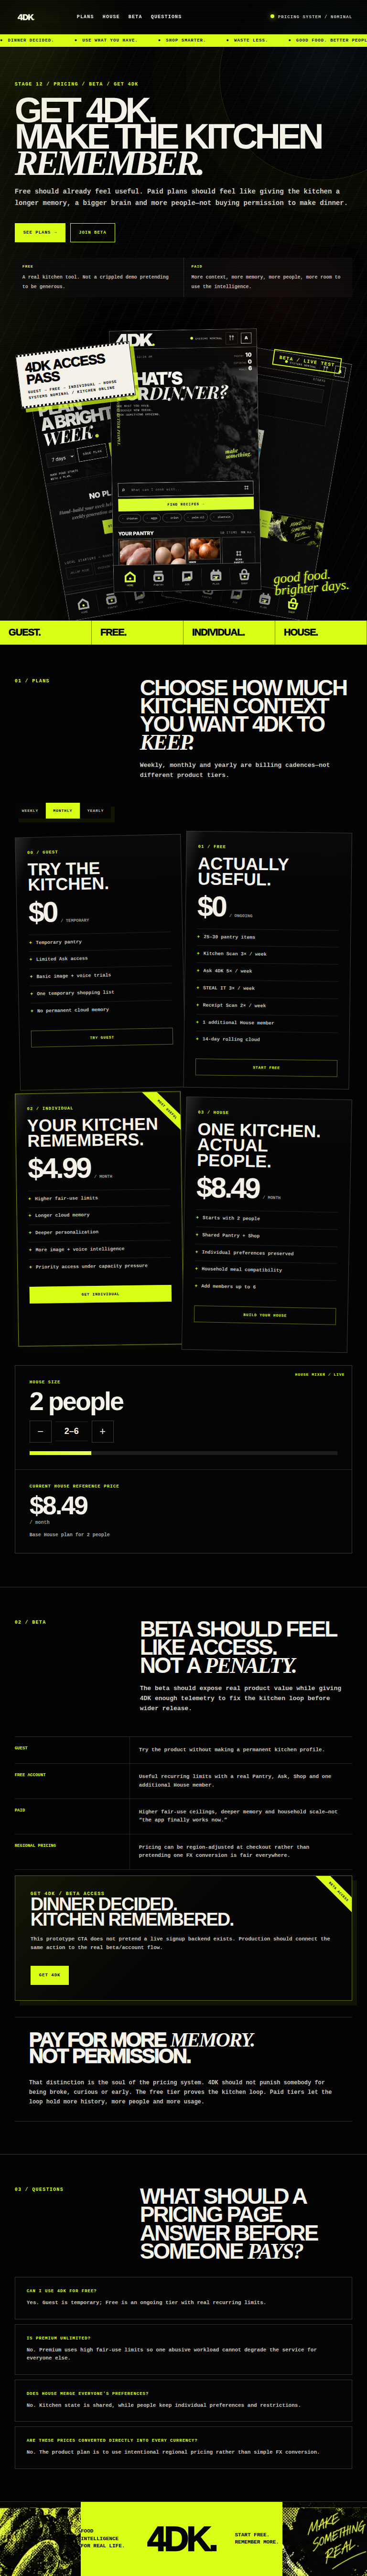 4DK.
PLANS HOUSE BETA QUESTIONS
PRICING SYSTEM / NOMINAL
DINNER DECIDED. USE WHAT YOU HAVE. SHOP SMARTER. WASTE LESS. GOOD FOOD. BETTER PEOPL
STAGE 12 / PRICING / BETA / GET 4DK
GET 4DK.
MAKE THE KITCHEN
REMEMBER.
Free should already feel useful. Paid plans should feel like giving the kitchen a
longer memory, a bigger brain and more people—not buying permission to make dinner.
SEE PLANS →
JOIN BETA
FREE
A real kitchen tool. Not a crippled demo pretending
to be generous.
PAID
More context, more memory, more people, more room to
use the intelligence.
4DK ACCESS
PASS
GUEST → FREE → INDIVIDUAL → HOUSE
SYSTEMS NOMINAL / KITCHEN ONLINE
4DK.
BETA / LIVE TEST
10
0
6
DINNER?
A BRIGHT
WEEK
7 days
make
something.
FIND RECIPES →
YOUR PANTRY
good food.
brighter days.
GUEST.
FREE.
INDIVIDUAL.
HOUSE.
01 / PLANS
CHOOSE HOW MUCH
KITCHEN CONTEXT
YOU WANT 4DK TO
KEEP.
Weekly, monthly and yearly are billing cadences—not
different product tiers.
WEEKLY MONTHLY YEARLY
00 / GUEST
TRY THE
KITCHEN.
$0 / TEMPORARY
Temporary pantry
Limited Ask access
Basic image + voice trials
One temporary shopping list
No permanent cloud memory
TRY GUEST
01 / FREE
ACTUALLY
USEFUL.
$0 / ONGOING
25–30 pantry items
Kitchen Scan 3× / week
Ask 4DK 5× / week
STEAL IT 2× / week
Receipt Scan 2× / week
1 additional House member
14-day rolling cloud
START FREE
02 / INDIVIDUAL
MOST USEFUL
YOUR KITCHEN
REMEMBERS.
$4.99 / MONTH
Higher fair-use limits
Longer cloud memory
Deeper personalization
More image + voice intelligence
Priority access under capacity pressure
GET INDIVIDUAL
03 / HOUSE
ONE KITCHEN.
ACTUAL
PEOPLE.
$8.49 / MONTH
Starts with 2 people
Shared Pantry + Shop
Individual preferences preserved
Household meal compatibility
Add members up to 6
BUILD YOUR HOUSE
HOUSE MIXER / LIVE
HOUSE SIZE
2 people
− 2–6 +
CURRENT HOUSE REFERENCE PRICE
$8.49
/ month
Base House plan for 2 people
02 / BETA
BETA SHOULD FEEL
LIKE ACCESS.
NOT A PENALTY.
The beta should expose real product value while giving
4DK enough telemetry to fix the kitchen loop before
wider release.
GUEST
Try the product without making a permanent kitchen profile.
FREE ACCOUNT
Useful recurring limits with a real Pantry, Ask, Shop and one
additional House member.
PAID
Higher fair-use ceilings, deeper memory and household scale—not
"the app finally works now."
REGIONAL PRICING
Pricing can be region-adjusted at checkout rather than
pretending one FX conversion is fair everywhere.
BETA ACCESS
GET 4DK / BETA ACCESS
DINNER DECIDED.
KITCHEN REMEMBERED.
This prototype CTA does not pretend a live signup backend exists. Production should connect the
same action to the real beta/account flow.
GET 4DK
PAY FOR MORE MEMORY.
NOT PERMISSION.
That distinction is the soul of the pricing system. 4DK should not punish somebody for
being broke, curious or early. The free tier proves the kitchen loop. Paid tiers let the
loop hold more history, more people and more usage.
03 / QUESTIONS
WHAT SHOULD A
PRICING PAGE
ANSWER BEFORE
SOMEONE PAYS?
CAN I USE 4DK FOR FREE?
Yes. Guest is temporary; Free is an ongoing tier with real recurring limits.
IS PREMIUM UNLIMITED?
No. Premium uses high fair-use limits so one abusive workload cannot degrade the service for
everyone else.
DOES HOUSE MERGE EVERYONE'S PREFERENCES?
No. Kitchen state is shared, while people keep individual preferences and restrictions.
ARE THESE PRICES CONVERTED DIRECTLY INTO EVERY CURRENCY?
No. The product plan is to use intentional regional pricing rather than simple FX conversion.
FOOD
INTELLIGENCE
FOR REAL LIFE.
4DK.
START FREE.
REMEMBER MORE.
MAKE
SOMETHING
REAL.